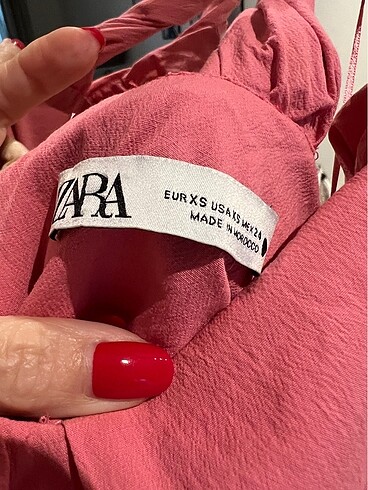 ZARA
EUR XS USA XS MEX 24
MADE IN MOROCCO